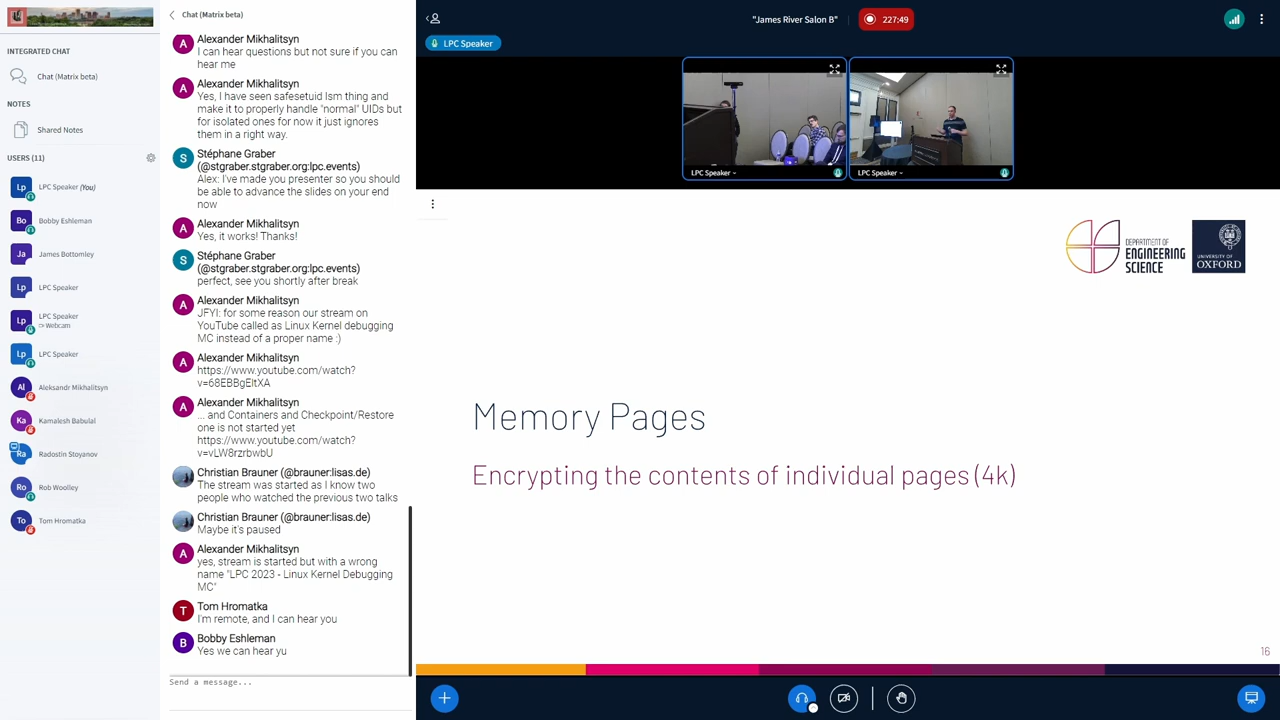 INTEGRATED CHAT
Chat (Matrix beta)
NOTES
Shared Notes
USERS (11)
Lp LPC Speaker (You)
Bo Bobby Eshleman
Ja James Bottomley
Lp LPC Speaker
Lp LPC Speaker
=> Webcam
Lp LPC Speaker
Al Aleksandr Mikhalitsyn
Ka Kamalesh Babulal
Ra Radostin Stoyanov
Ro Rob Woolley
To Tom Hromatka
Chat (Matrix beta)
A Alexander Mikhalitsyn
I can hear questions but not sure if you can
hear me
A Alexander Mikhalitsyn
Yes, I have seen safesetuid lsm thing and
make it to properly handle "normal" UIDs but
for isolated ones for now it just ignores
them in a right way.
S Stéphane Graber
(@stgraber.stgraber.org:lpc.events)
Alex: I've made you presenter so you should
be able to advance the slides on your end
now
A Alexander Mikhalitsyn
Yes, it works! Thanks!
S Stéphane Graber
(@stgraber.stgraber.org:lpc.events)
perfect, see you shortly after break
A Alexander Mikhalitsyn
JFYI: for some reason our stream on
YouTube called as Linux Kernel debugging
MC instead of a proper name :)
A Alexander Mikhalitsyn
https://www.youtube.com/watch?
v=68EBBgEltXA
A Alexander Mikhalitsyn
... and Containers and Checkpoint/Restore
one is not started yet
https://www.youtube.com/watch?
v=vLW8rzrbwbU
Christian Brauner (@brauner:lisas.de)
The stream was started as I know two
people who watched the previous two talks
Christian Brauner (@brauner:lisas.de)
Maybe it's paused
A Alexander Mikhalitsyn
yes, stream is started but with a wrong
name "LPC 2023 - Linux Kernel Debugging
MC"
T Tom Hromatka
I'm remote, and I can hear you
B Bobby Eshleman
Yes we can hear yu
Send a message...
"James River Salon B"
227:49
LPC Speaker
LPC Speaker
LPC Speaker
DEPARTMENT OF
ENGINEERING
SCIENCE
UNIVERSITY OF
OXFORD
Memory Pages
Encrypting the contents of individual pages (4k)
16